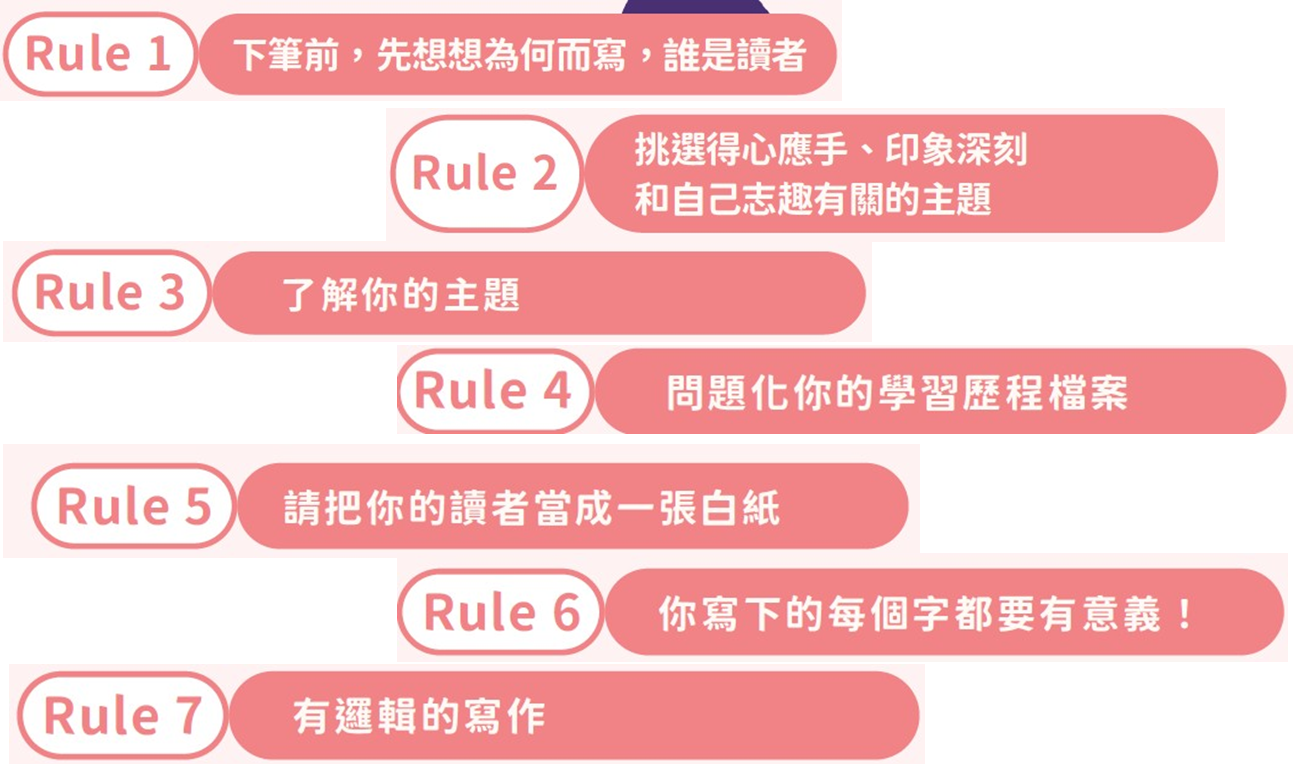 Rule 1 下筆前，先想想為何而寫，誰是讀者
Rule 2 挑選得心應手、印象深刻
和自己志趣有關的主題
Rule 3 了解你的主題
Rule 4 問題化你的學習歷程檔案
Rule 5 請把你的讀者當成一張白紙
Rule 6 你寫下的每個字都要有意義！
Rule 7 有邏輯的寫作